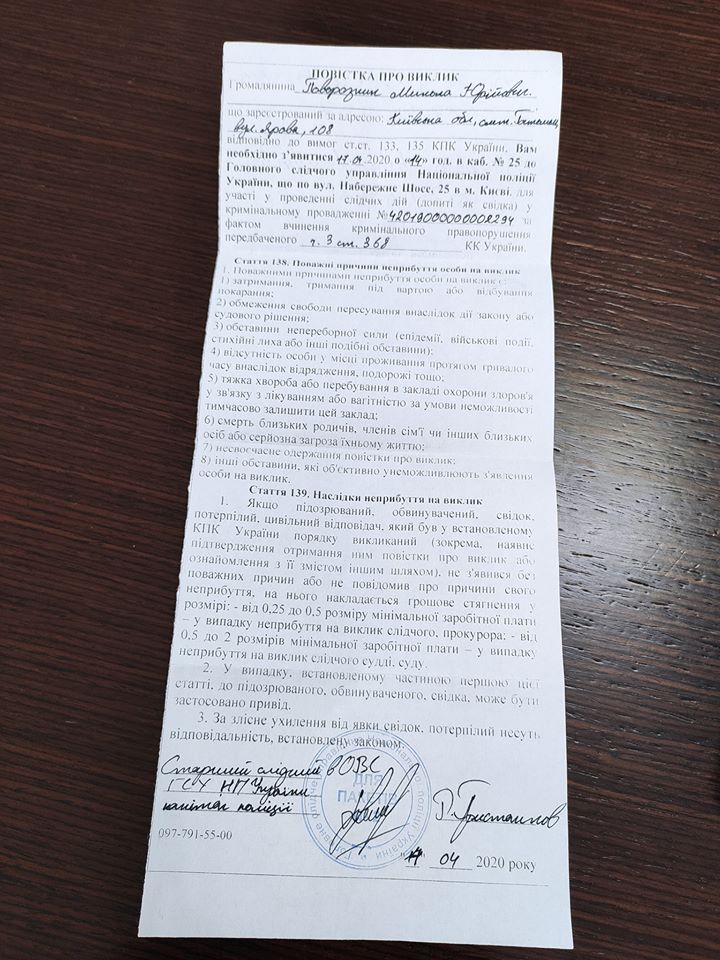 ПОВІСТКА ПРО ВИКЛИК
Громадянина Поворозник Микола Юрійович
що зареєстрований за адресою: Київська обл, смт.
вул. Ярова, 108
відповідно до вимог ст.ст. 133, 135 КПК України, Вам
необхідно з'явитися 17.04.2020 о «14» год. в каб. № 25 до
Головного слідчого управління Національної поліції
України, що по вул. Набережне Шосе, 25 в м. Києві, для
участі у проведенні слідчих дій (допиті як свідка) у
кримінальному провадженні № за
фактом вчинення кримінального правопорушення
передбаченого ч. 3 ст. 368 КК України.
Стаття 138. Поважні причини неприбуття особи на виклик
1. Поважними причинами неприбуття особи на виклик є:
1) затримання, тримання під вартою або відбування
покарання;
2) обмеження свободи пересування внаслідок дії закону або
судового рішення;
3) обставини непереборної сили (епідемії, військові події,
стихійні лиха або інші подібні обставини);
4) відсутність особи у місці проживання протягом тривалого
часу внаслідок відрядження, подорожі тощо;
5) тяжка хвороба або перебування в закладі охорони здоров'я
у зв'язку з лікуванням або вагітністю за умови неможливості
тимчасово залишити цей заклад;
6) смерть близьких родичів, членів сім'ї чи інших близьких
осіб або серйозна загроза їхньому життю;
7) несвоєчасне одержання повістки про виклик;
8) інші обставини, які об'єктивно унеможливлюють з'явлення
особи на виклик.
Стаття 139. Наслідки неприбуття на виклик
1. Якщо підозрюваний, обвинувачений, свідок,
потерпілий, цивільний відповідач, який був у встановленому
КПК України порядку викликаний (зокрема, наявне
підтвердження отримання ним повістки про виклик або
ознайомлення з її змістом іншим шляхом), не з'явився без
поважних причин або не повідомив про причини свого
неприбуття, на нього накладається грошове стягнення у
розмірі: - від 0,25 до 0,5 розміру мінімальної заробітної плати
– у випадку неприбуття на виклик слідчого, прокурора; - від
0,5 до 2 розмірів мінімальної заробітної плати – у випадку
неприбуття на виклик слідчого судді, суду.
2. У випадку, встановленому частиною першою цієї
статті, до підозрюваного, обвинуваченого, свідка, може бути
застосовано привід.
3. За злісне ухилення від явки свідок, потерпілий несуть
відповідальність, встановлену законом.
Старший слідчий в ОВС
ГСУ НП України
капітан поліції
ДЛЯ
097-791-55-00
04 2020 року